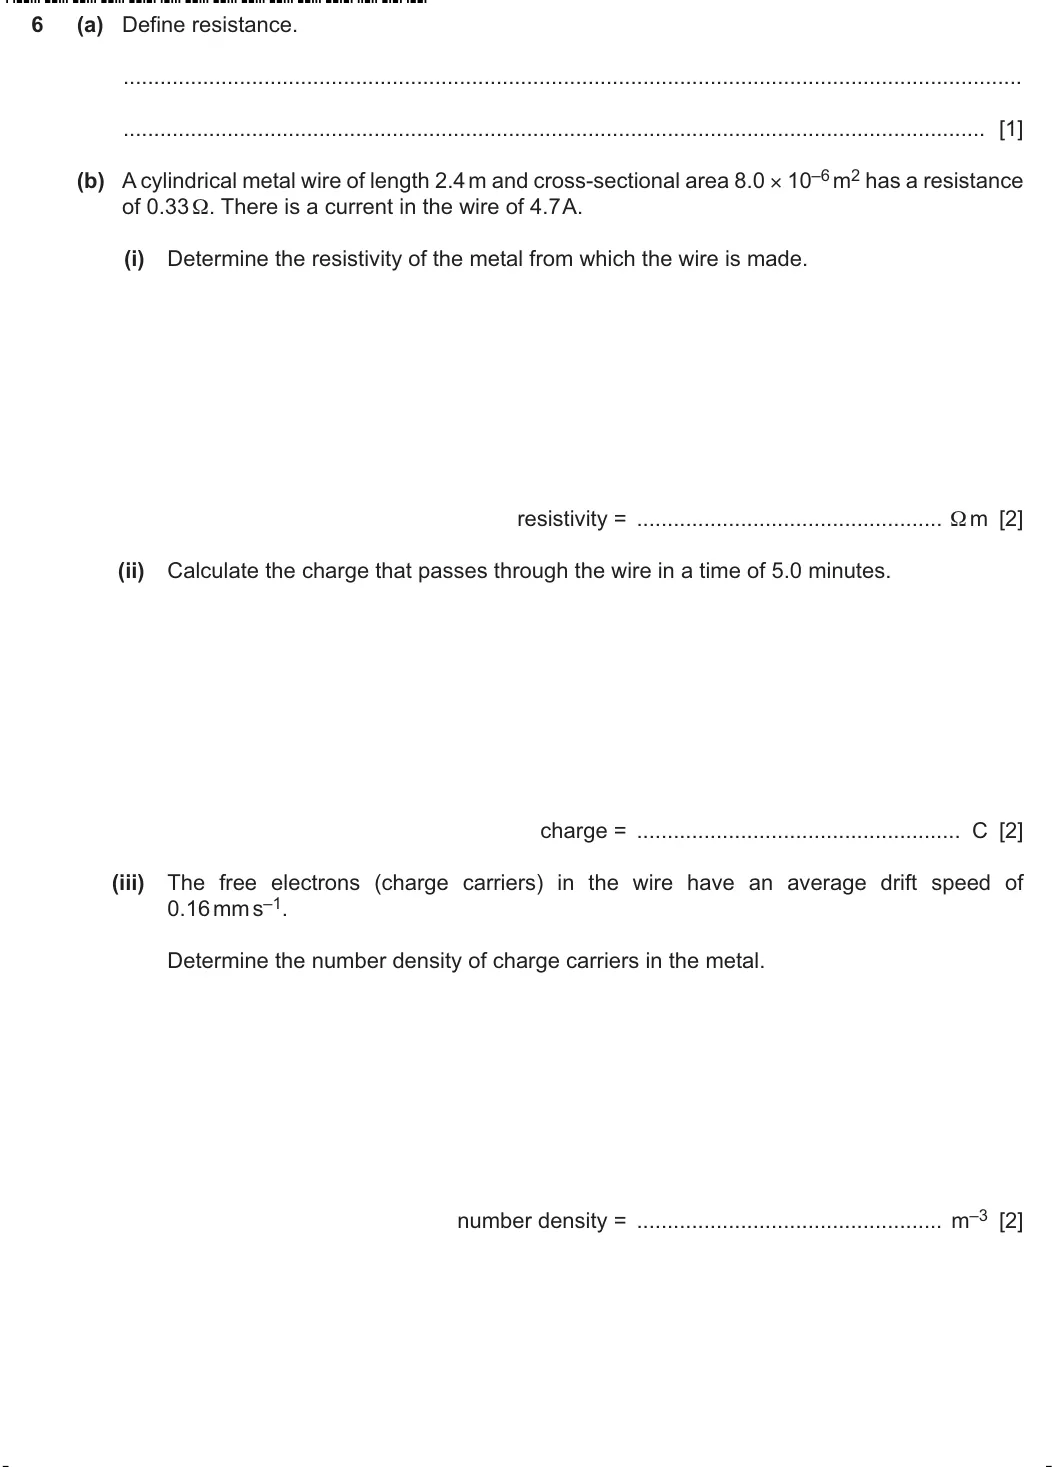 6 (a) Define resistance.
..........................................................................................................................................................
.................................................................................................................................................... [1]
(b) A cylindrical metal wire of length 2.4 m and cross-sectional area 8.0 × 10⁻⁶ m² has a resistance
of 0.33 Ω. There is a current in the wire of 4.7 A.
(i) Determine the resistivity of the metal from which the wire is made.
resistivity = .................................................. Ω m [2]
(ii) Calculate the charge that passes through the wire in a time of 5.0 minutes.
charge = ..................................................... C [2]
(iii) The free electrons (charge carriers) in the wire have an average drift speed of
0.16 mm s⁻¹.
Determine the number density of charge carriers in the metal.
number density = .................................................. m⁻³ [2]